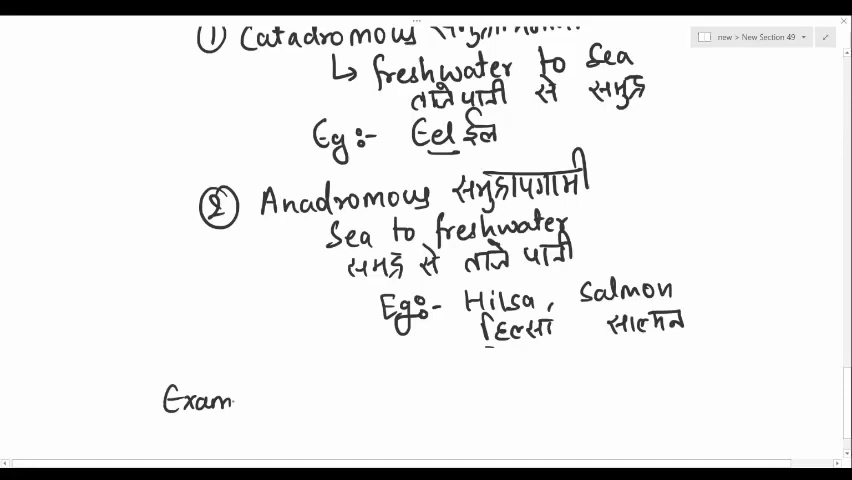 new > New Section 49
① Catadromous
↳ freshwater to Sea
ताजे पानी से समुद्र
Eg:- Eel ईल
② Anadromous समुद्रापगामी
Sea to freshwater
समुद्र से ताजे पानी
Eg:- Hilsa, Salmon
हिल्सा सालमन
Exam